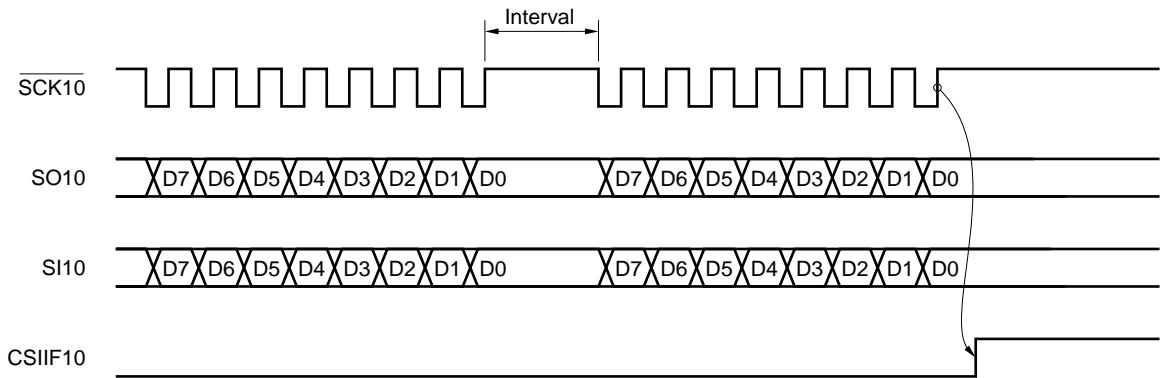 Interval
SCK10
SO10 D7 D6 D5 D4 D3 D2 D1 D0 D7 D6 D5 D4 D3 D2 D1 D0
SI10 D7 D6 D5 D4 D3 D2 D1 D0 D7 D6 D5 D4 D3 D2 D1 D0
CSIIF10